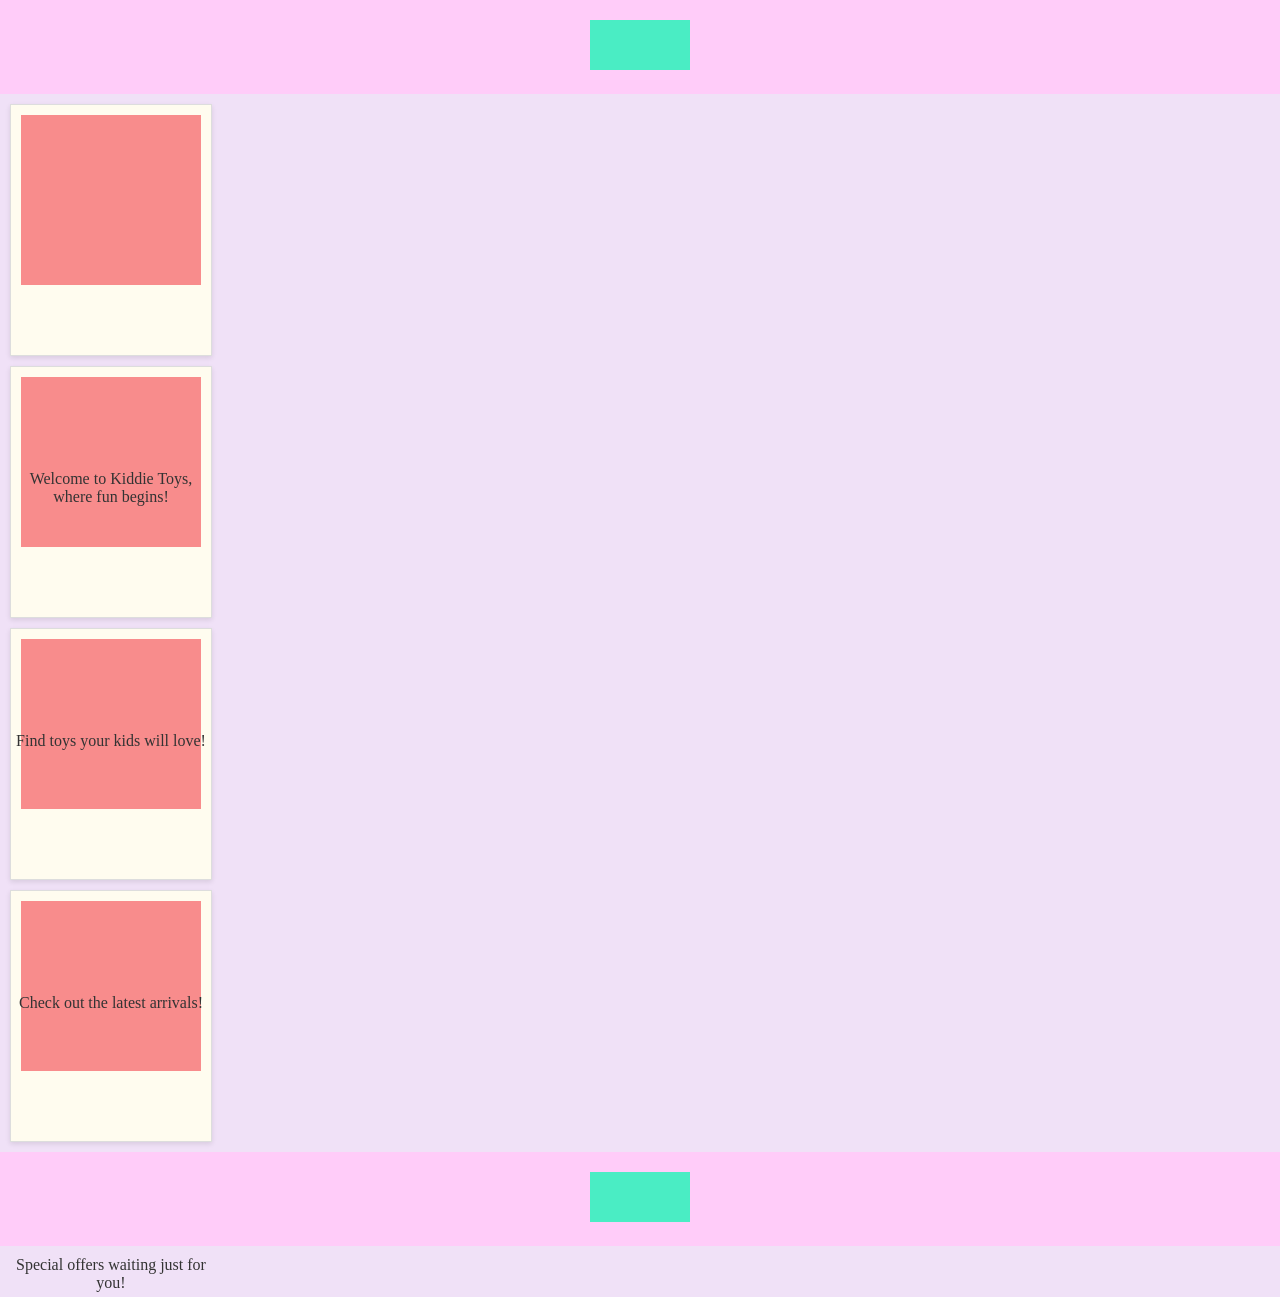 Welcome to Kiddie Toys,
where fun begins!
Find toys your kids will love!
Check out the latest arrivals!
Special offers waiting just for
you!